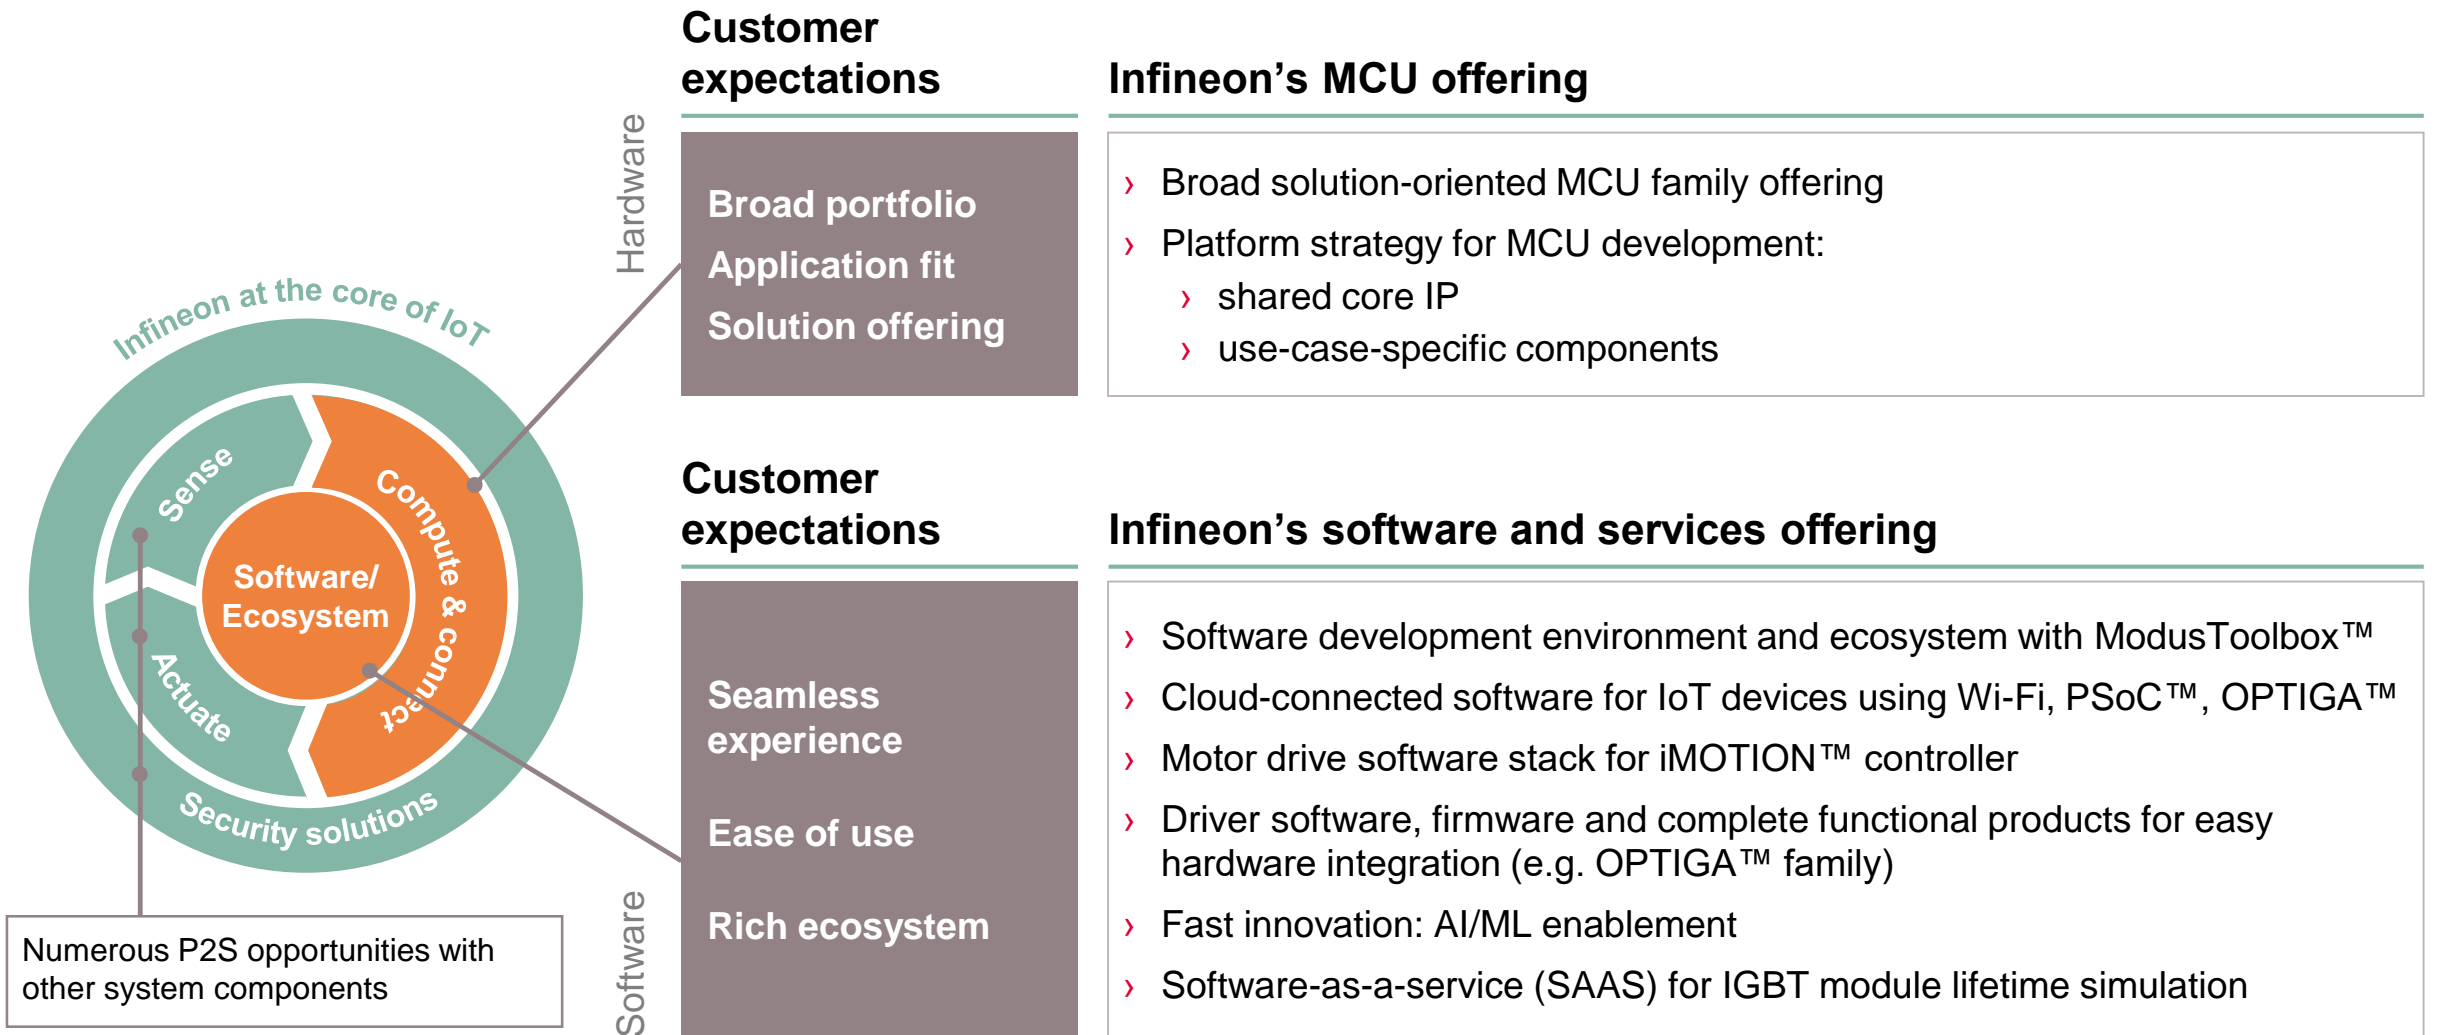 Infineon at the core of IoT
Sense
Compute & connect
Software/
Ecosystem
Actuate
Security solutions
Numerous P2S opportunities with
other system components
Hardware
Customer
expectations
Infineon’s MCU offering
Broad portfolio
Application fit
Solution offering
› Broad solution-oriented MCU family offering
› Platform strategy for MCU development:
› shared core IP
› use-case-specific components
Software
Customer
expectations
Infineon’s software and services offering
Seamless
experience
Ease of use
Rich ecosystem
› Software development environment and ecosystem with ModusToolbox™
› Cloud-connected software for IoT devices using Wi-Fi, PSoC™, OPTIGA™
› Motor drive software stack for iMOTION™ controller
› Driver software, firmware and complete functional products for easy
hardware integration (e.g. OPTIGA™ family)
› Fast innovation: AI/ML enablement
› Software-as-a-service (SAAS) for IGBT module lifetime simulation